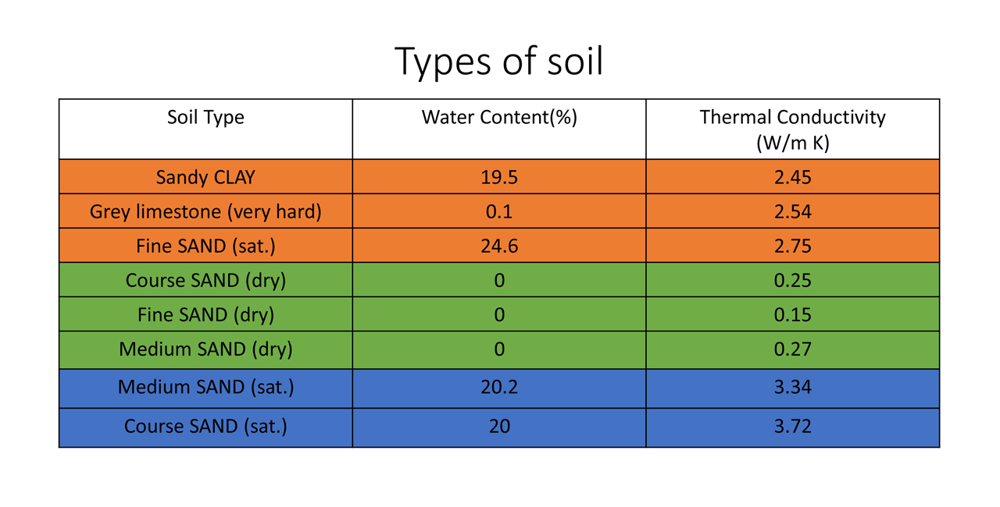 Types of soil
Soil Type Water Content(%) Thermal Conductivity
(W/m K)
Sandy CLAY 19.5 2.45
Grey limestone (very hard) 0.1 2.54
Fine SAND (sat.) 24.6 2.75
Course SAND (dry) 0 0.25
Fine SAND (dry) 0 0.15
Medium SAND (dry) 0 0.27
Medium SAND (sat.) 20.2 3.34
Course SAND (sat.) 20 3.72